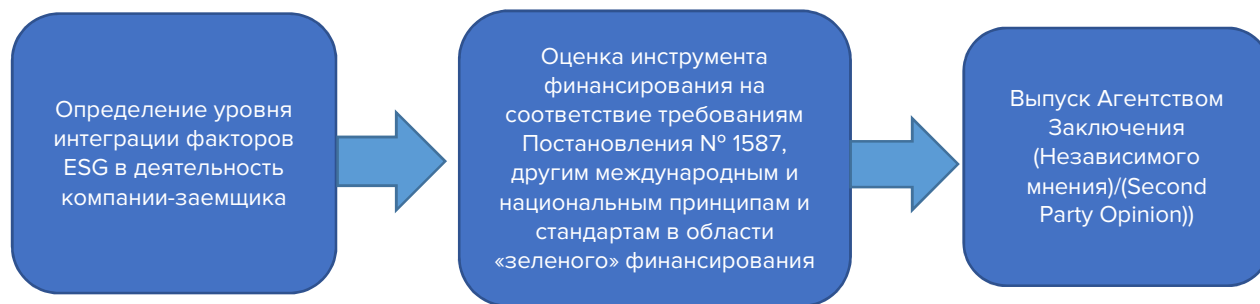 Определение уровня
интеграции факторов
ESG в деятельность
компании-заемщика
Оценка инструмента
финансирования на
соответствие требованиям
Постановления № 1587,
другим международным и
национальным принципам и
стандартам в области
«зеленого» финансирования
Выпуск Агентством
Заключения
(Независимого
мнения)/(Second
Party Opinion))